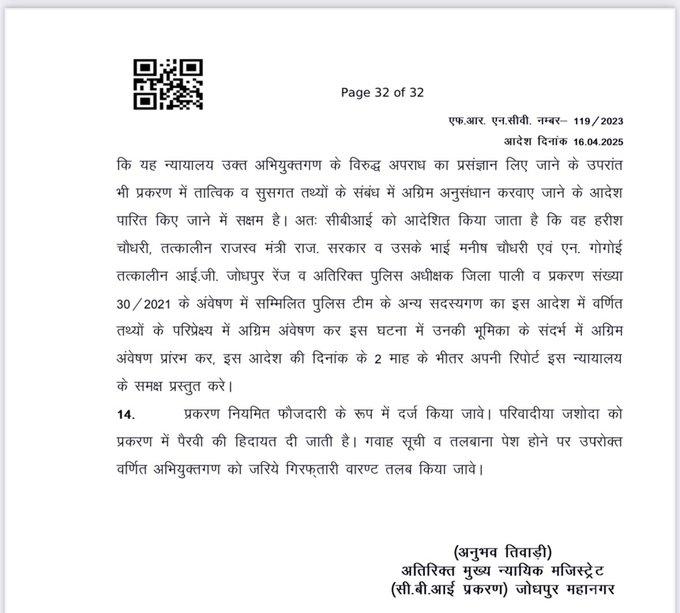 Page 32 of 32
एफ.आर. एन.सीवी. नम्बर– 119/2023
आदेश दिनांक 16.04.2025
कि यह न्यायालय उक्त अभियुक्तगण के विरुद्ध अपराध का प्रसंज्ञान लिए जाने के उपरांत
भी प्रकरण में तात्विक व सुसगत तथ्यों के संबंध में अग्रिम अनुसंधान करवाए जाने के आदेश
पारित किए जाने में सक्षम है। अतः सीबीआई को आदेशित किया जाता है कि वह हरीश
चौधरी, तत्कालीन राजस्व मंत्री राज. सरकार व उसके भाई मनीष चौधरी एवं एन. गोगोई
तत्कालीन आई.जी. जोधपुर रेंज व अतिरिक्त पुलिस अधीक्षक जिला पाली व प्रकरण संख्या
30/2021 के अंवेषण में सम्मिलित पुलिस टीम के अन्य सदस्यगण का इस आदेश में वर्णित
तथ्यों के परिप्रेक्ष्य में अग्रिम अंवेषण कर इस घटना में उनकी भूमिका के संदर्भ में अग्रिम
अंवेषण प्रांरभ कर, इस आदेश की दिनांक के 2 माह के भीतर अपनी रिपोर्ट इस न्यायालय
के समक्ष प्रस्तुत करे।
14. प्रकरण नियमित फौजदारी के रूप में दर्ज किया जावे। परिवादीया जशोदा को
प्रकरण में पैरवी की हिदायत दी जाती है। गवाह सूची व तलबाना पेश होने पर उपरोक्त
वर्णित अभियुक्तगण को जरिये गिरफ्तारी वारण्ट तलब किया जावे।
(अनुभव तिवाड़ी)
अतिरिक्त मुख्य न्यायिक मजिस्ट्रेट
(सी.बी.आई प्रकरण) जोधपुर महानगर